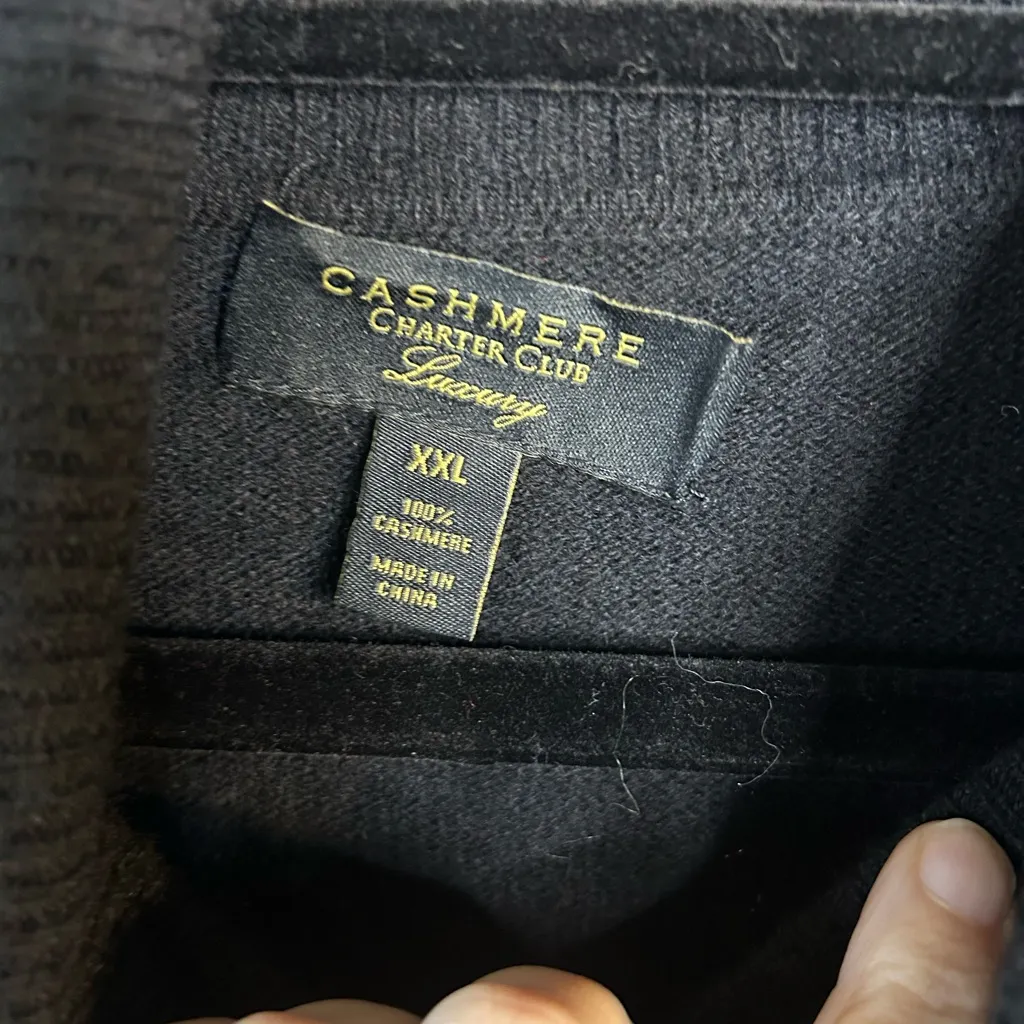 CASHMERE
CHARTER CLUB
Luxury
XXL
100%
CASHMERE
MADE IN
CHINA